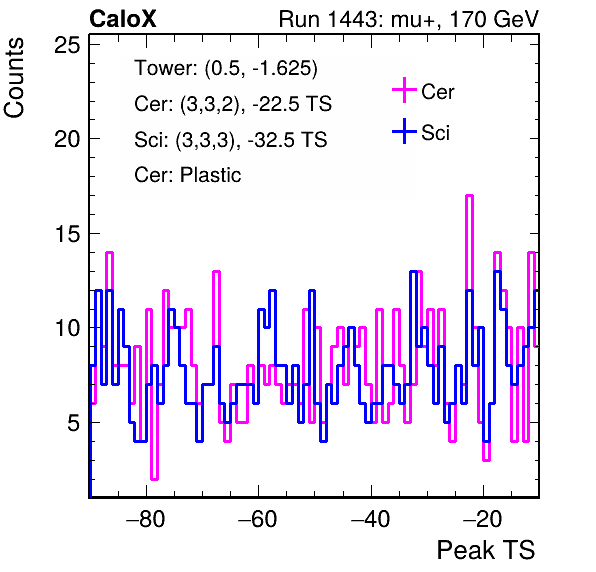 CaloX Run 1443: mu+, 170 GeV
Counts
25
20
15
10
5
Tower: (0.5, -1.625)
Cer: (3,3,2), -22.5 TS
Sci: (3,3,3), -32.5 TS
Cer: Plastic
Cer
Sci
−80 −60 −40 −20
Peak TS